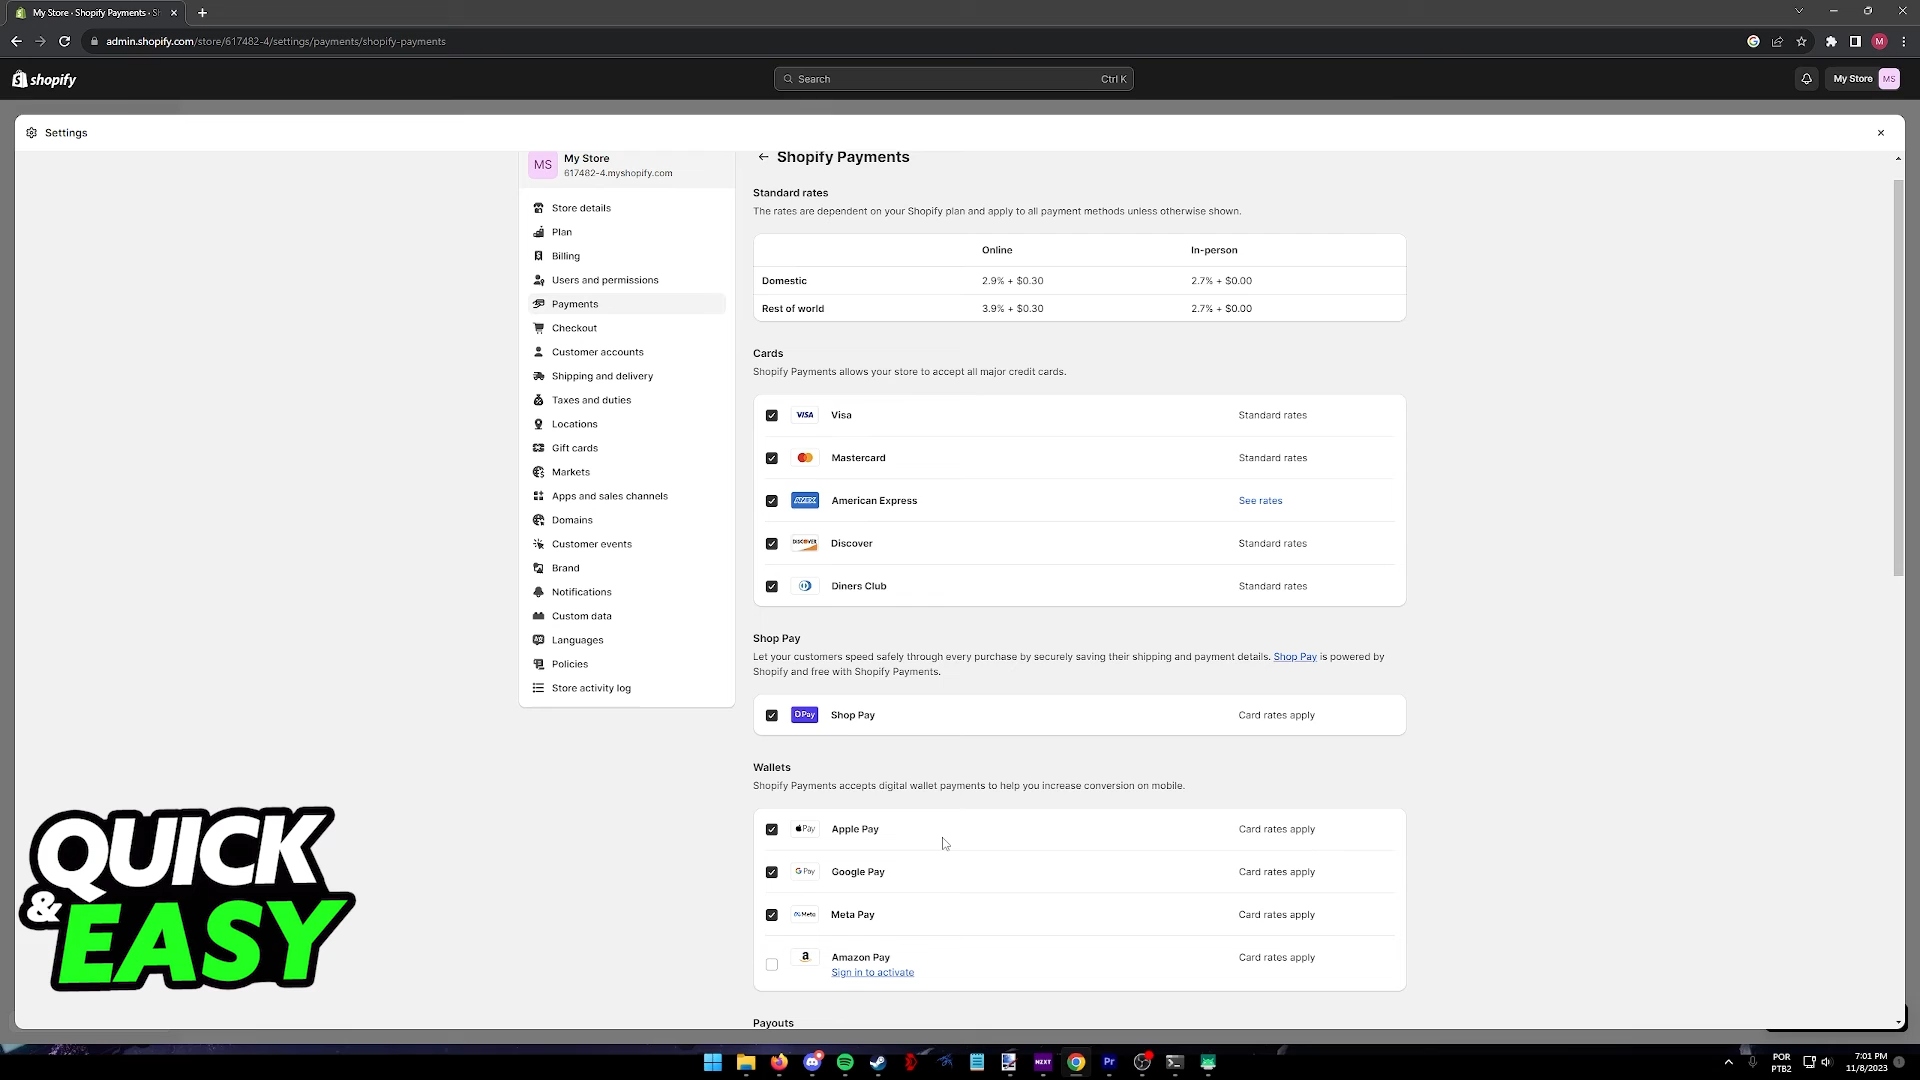 My Store · Shopify Payments · S
admin.shopify.com/store/617482-4/settings/payments/shopify-payments
M
shopify
Search
Ctrl K
My Store
MS
Settings
MS
My Store
617482-4.myshopify.com
Store details
Plan
Billing
Users and permissions
Payments
Checkout
Customer accounts
Shipping and delivery
Taxes and duties
Locations
Gift cards
Markets
Apps and sales channels
Domains
Customer events
Brand
Notifications
Custom data
Languages
Policies
Store activity log
Shopify Payments
Standard rates
The rates are dependent on your Shopify plan and apply to all payment methods unless otherwise shown.
Online In-person
Domestic 2.9% + $0.30 2.7% + $0.00
Rest of world 3.9% + $0.30 2.7% + $0.00
Cards
Shopify Payments allows your store to accept all major credit cards.
VISA Visa Standard rates
Mastercard Standard rates
AMEX American Express See rates
DISCOVER Discover Standard rates
Diners Club Standard rates
Shop Pay
Let your customers speed safely through every purchase by securely saving their shipping and payment details. Shop Pay is powered by
Shopify and free with Shopify Payments.
Pay Shop Pay Card rates apply
Wallets
Shopify Payments accepts digital wallet payments to help you increase conversion on mobile.
Pay Apple Pay Card rates apply
G Pay Google Pay Card rates apply
Meta Meta Pay Card rates apply
a Amazon Pay Card rates apply
Sign in to activate
Payouts
QUICK
& EASY
NZXT
Pr
POR
PTB2
7:01 PM
11/8/2023